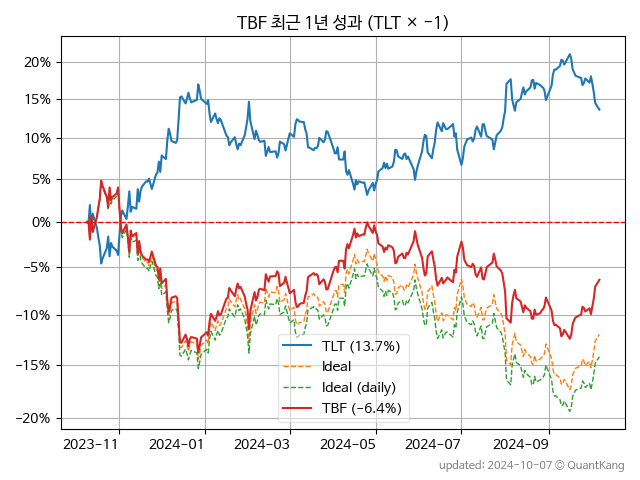 TBF 최근 1년 성과 (TLT × −1)
20%
15%
10%
5%
0%
−5%
−10%
−15%
−20%
TLT (13.7%)
Ideal
Ideal (daily)
TBF (−6.4%)
2023-11 2024-01 2024-03 2024-05 2024-07 2024-09
updated: 2024-10-07 © QuantKang